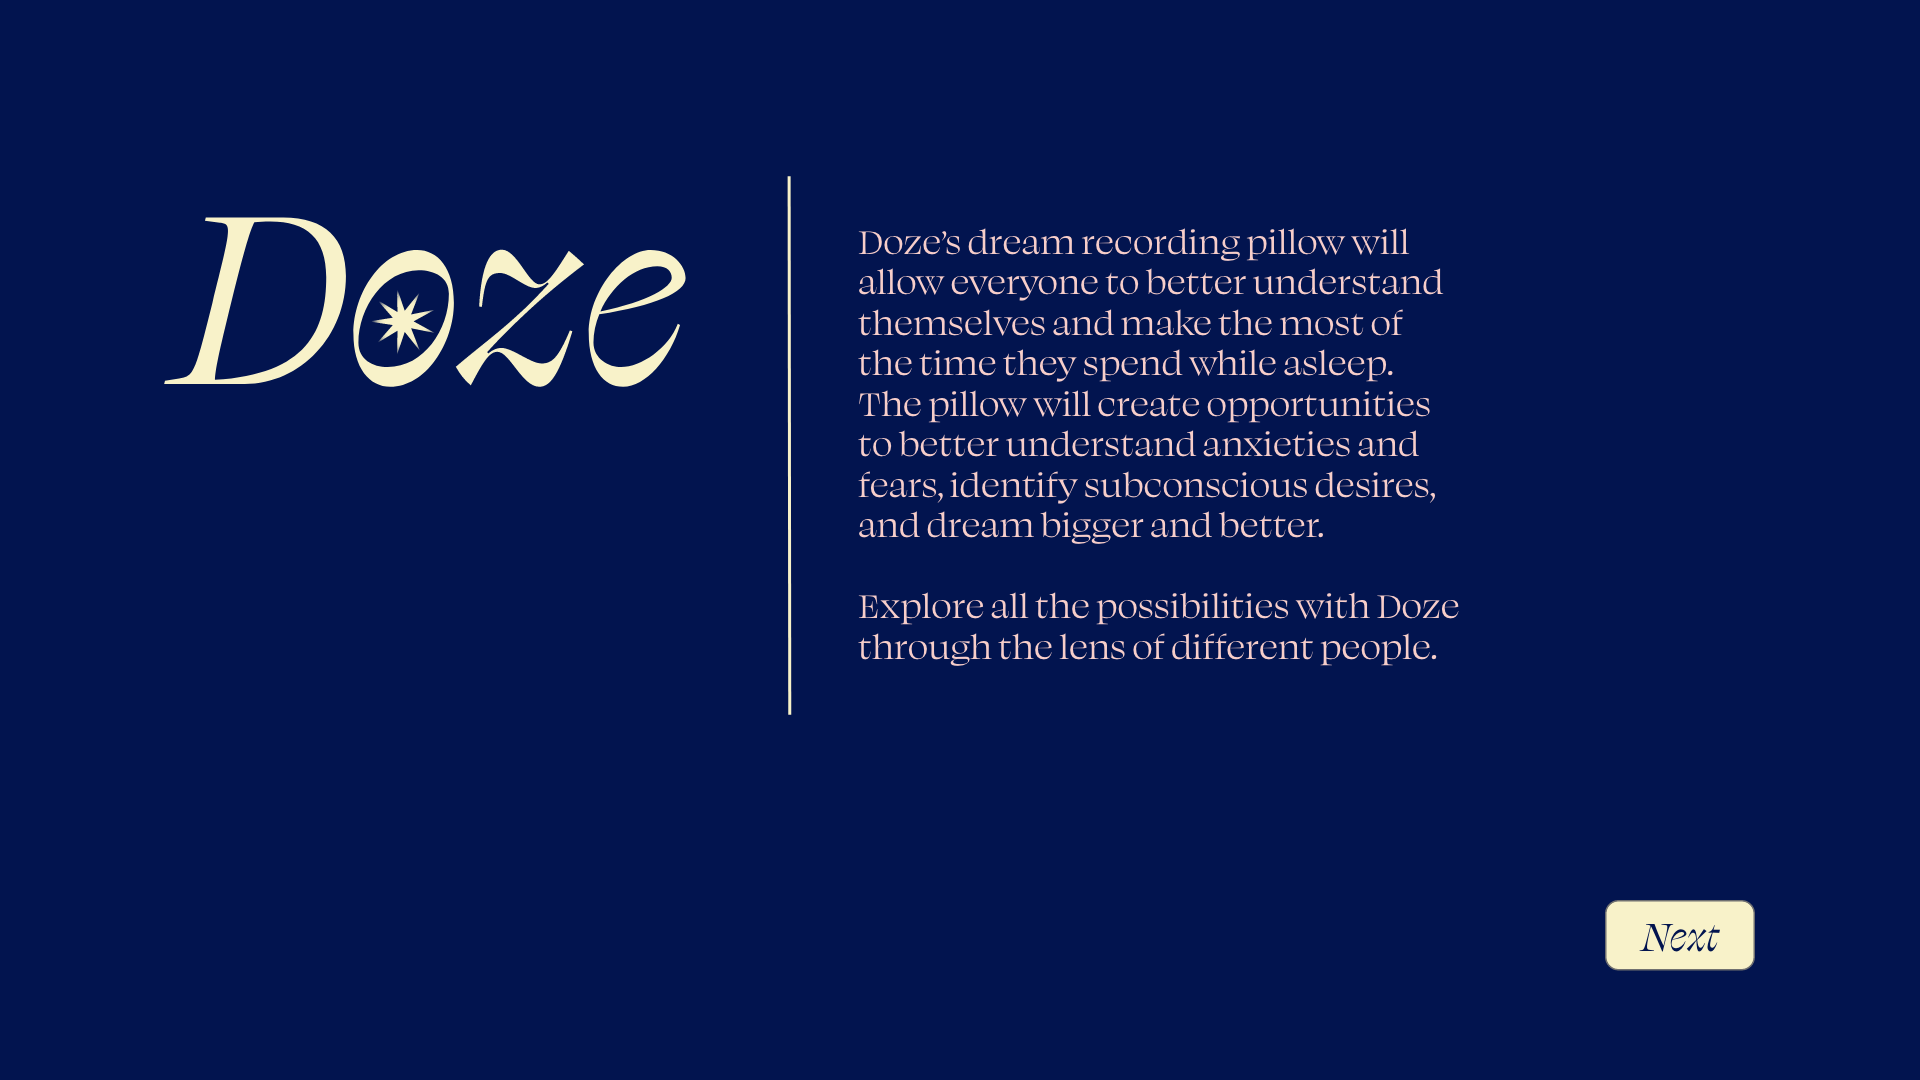 Doze
Doze’s dream recording pillow will
allow everyone to better understand
themselves and make the most of
the time they spend while asleep.
The pillow will create opportunities
to better understand anxieties and
fears, identify subconscious desires,
and dream bigger and better.
Explore all the possibilities with Doze
through the lens of different people.
Next